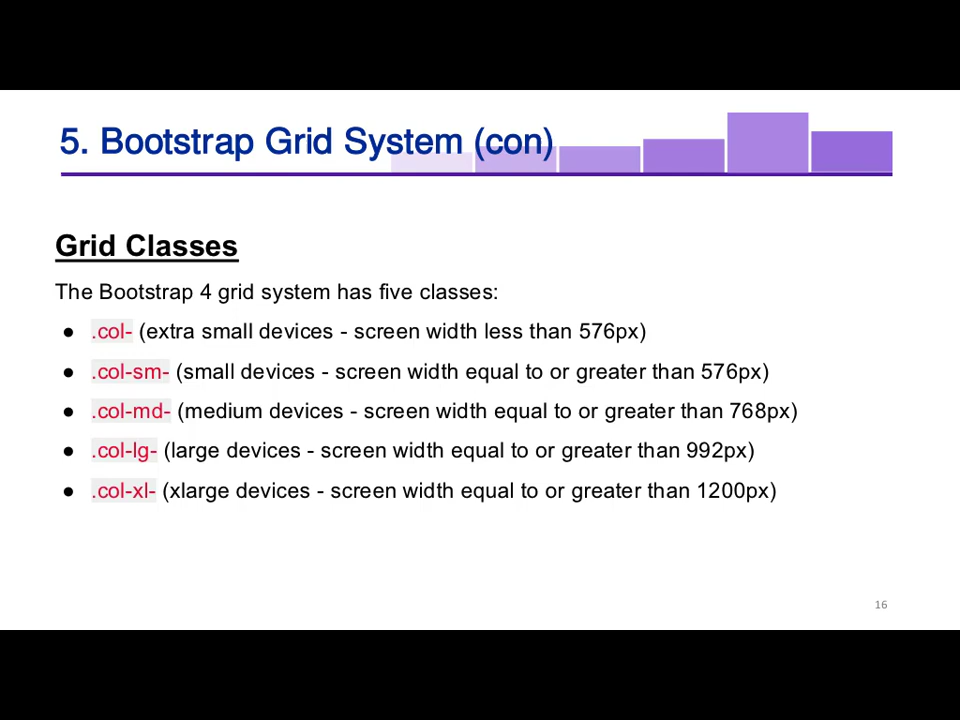 5. Bootstrap Grid System (con)
Grid Classes
The Bootstrap 4 grid system has five classes:
● .col- (extra small devices - screen width less than 576px)
● .col-sm- (small devices - screen width equal to or greater than 576px)
● .col-md- (medium devices - screen width equal to or greater than 768px)
● .col-lg- (large devices - screen width equal to or greater than 992px)
● .col-xl- (xlarge devices - screen width equal to or greater than 1200px)
16